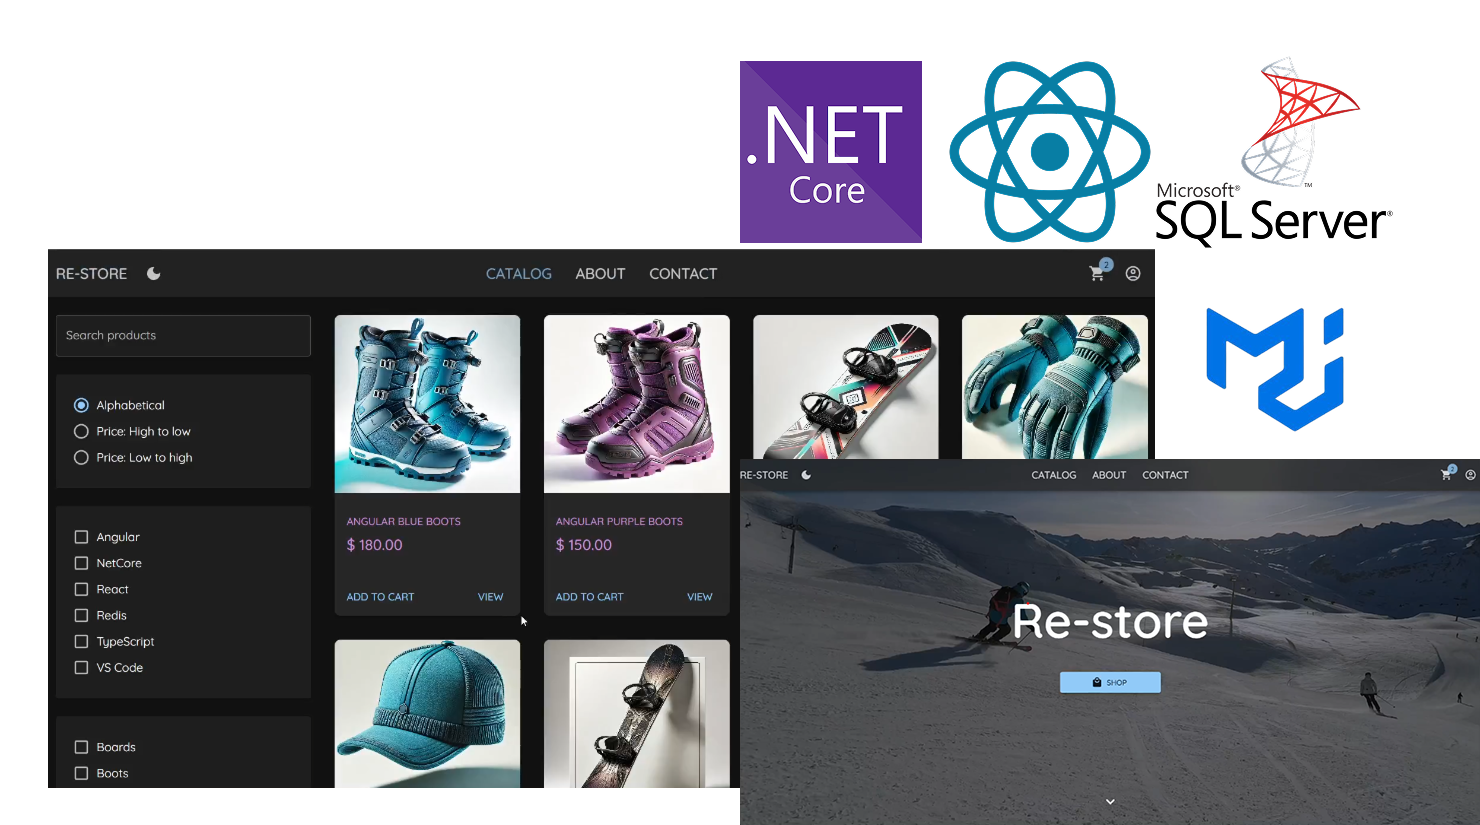 .NET
Core
Microsoft®
SQL Server®
TM
RE-STORE
CATALOG
ABOUT
CONTACT
2
Search products
Alphabetical
Price: High to low
Price: Low to high
Angular
NetCore
React
Redis
TypeScript
VS Code
Boards
Boots
ANGULAR BLUE BOOTS
$ 180.00
ADD TO CART
VIEW
ANGULAR PURPLE BOOTS
$ 150.00
ADD TO CART
VIEW
RE-STORE
CATALOG
ABOUT
CONTACT
2
Re-store
SHOP